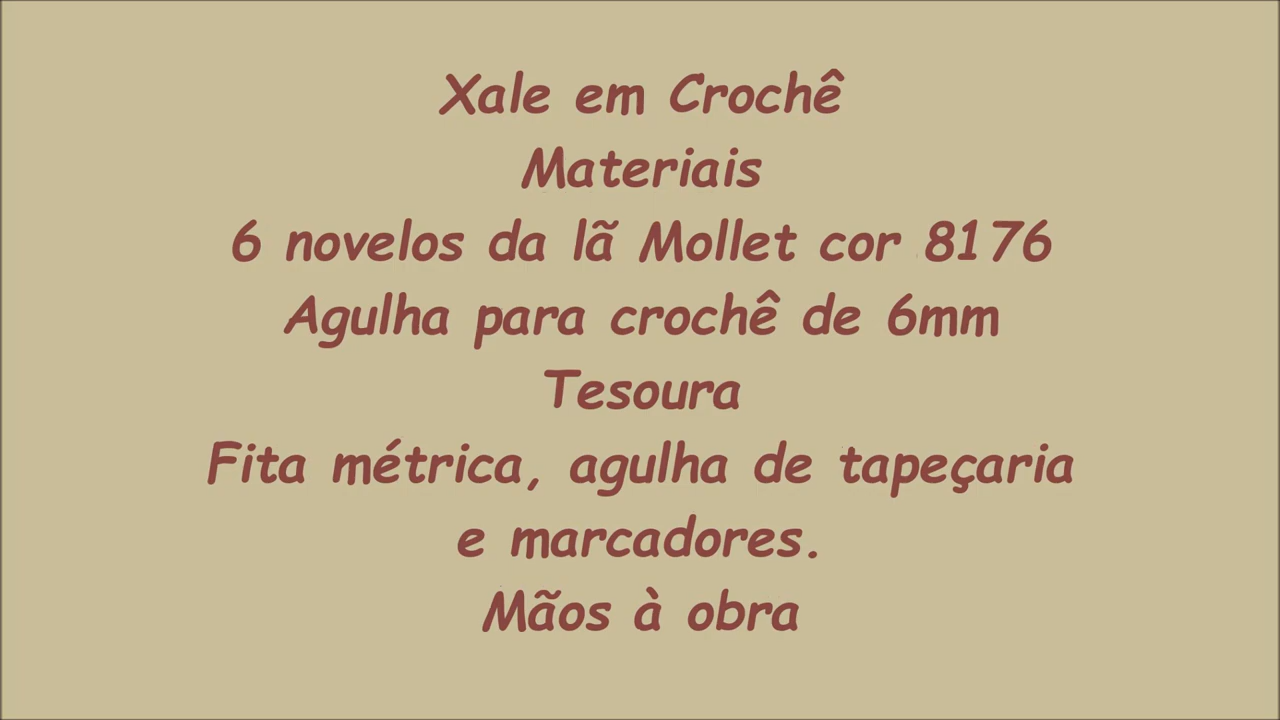 Xale em Crochê
Materiais
6 novelos da lã Mollet cor 8176
Agulha para crochê de 6mm
Tesoura
Fita métrica, agulha de tapeçaria
e marcadores.
Mãos à obra